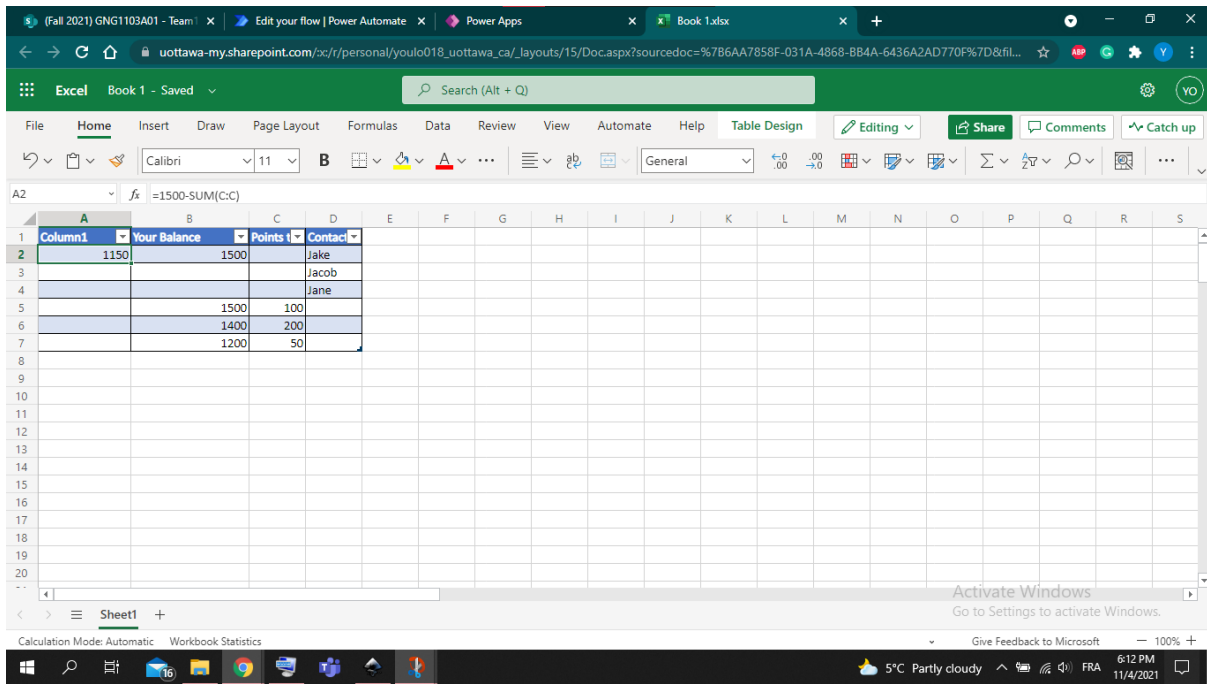 (Fall 2021) GNG1103A01 - Team1
Edit your flow | Power Automate
Power Apps
Book 1.xlsx
uottawa-my.sharepoint.com/:x:/r/personal/youlo018_uottawa_ca/_layouts/15/Doc.aspx?sourcedoc=%7B6AA7858F-031A-4868-BB4A-6436A2AD770F%7D&fil...
ABP G Y
Excel Book 1 - Saved Search (Alt + Q) YO
File Home Insert Draw Page Layout Formulas Data Review View Automate Help Table Design Editing Share Comments Catch up
Calibri 11 B A ab General
A2 fx =1500-SUM(C:C)
A B C D E F G H I J K L M N O P Q R S
1 Column1 Your Balance Points t Contact
2 1150 1500 Jake
3 Jacob
4 Jane
5 1500 100
6 1400 200
7 1200 50
8
9
10
11
12
13
14
15
16
17
18
19
20
Activate Windows
Go to Settings to activate Windows.
Sheet1
Calculation Mode: Automatic Workbook Statistics Give Feedback to Microsoft 100%
16 5°C Partly cloudy FRA 6:12 PM
11/4/2021